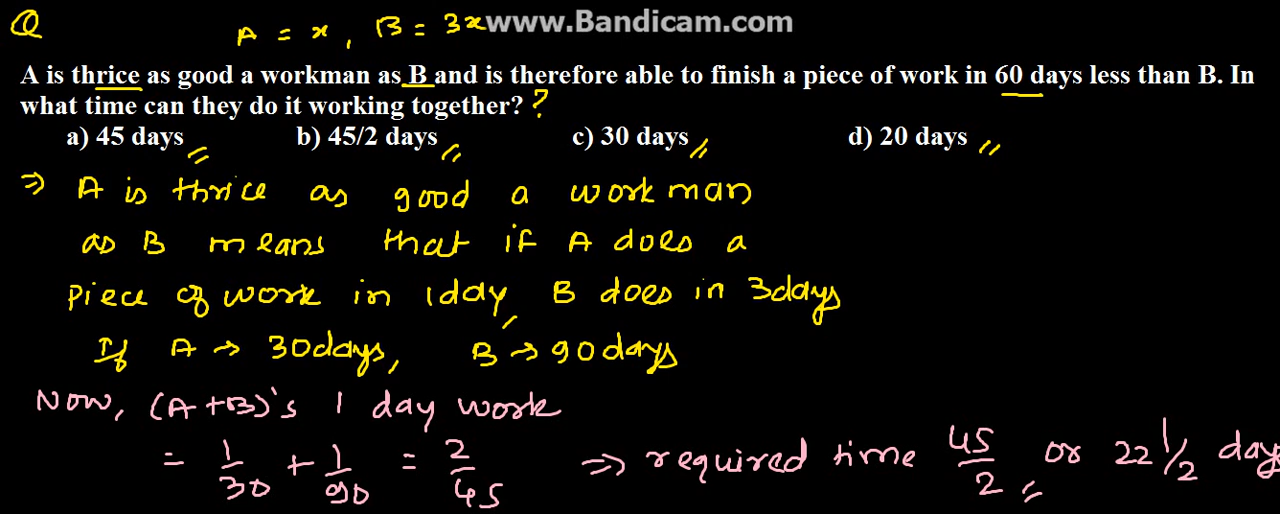 Q A = x, B = 3x www.Bandicam.com
A is thrice as good a workman as B and is therefore able to finish a piece of work in 60 days less than B. In
what time can they do it working together? ?
a) 45 days b) 45/2 days c) 30 days d) 20 days
⇒ A is thrice as good a workman
as B means that if A does a
piece of work in 1 day, B does in 3 days
If A → 30 days, B → 90 days
Now, (A+B)'s 1 day work
= 1/30 + 1/90 = 2/45 ⇒ required time 45/2 or 22 1/2 days